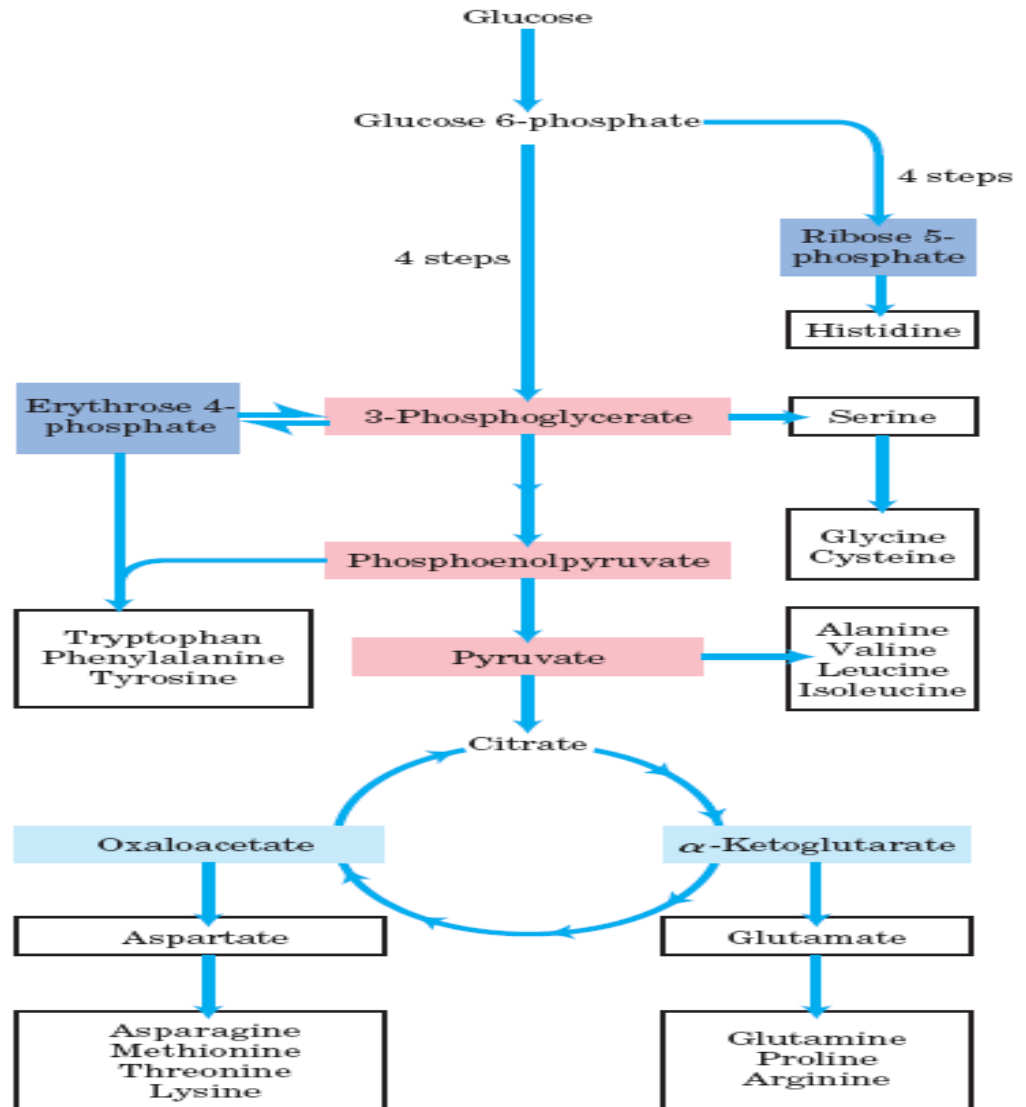 Glucose
Glucose 6-phosphate
4 steps
4 steps
Ribose 5-
phosphate
Histidine
Erythrose 4-
phosphate
3-Phosphoglycerate
Serine
Glycine
Cysteine
Phosphoenolpyruvate
Tryptophan
Phenylalanine
Tyrosine
Pyruvate
Alanine
Valine
Leucine
Isoleucine
Citrate
Oxaloacetate
α-Ketoglutarate
Aspartate
Glutamate
Asparagine
Methionine
Threonine
Lysine
Glutamine
Proline
Arginine